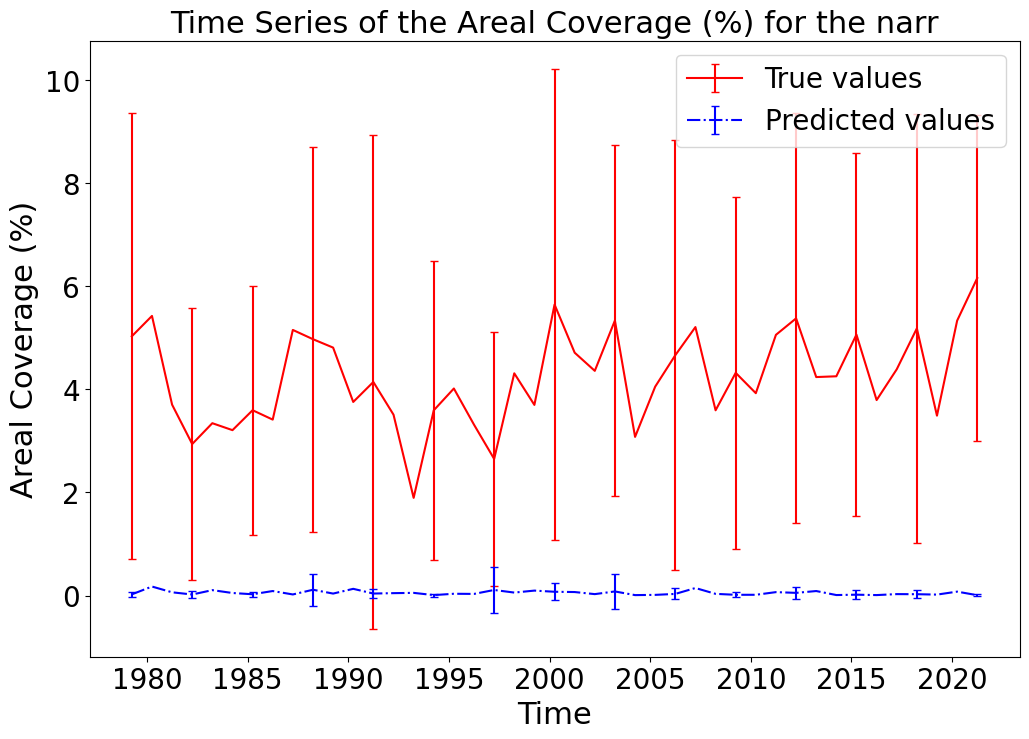 Time Series of the Areal Coverage (%) for the narr
True values
Predicted values
Areal Coverage (%)
10
8
6
4
2
0
1980 1985 1990 1995 2000 2005 2010 2015 2020
Time